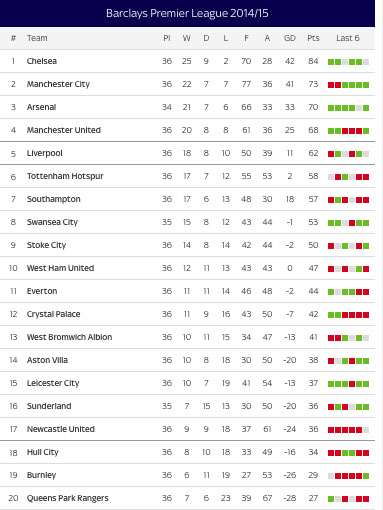 Barclays Premier League 2014/15
# Team Pl W D L F A GD Pts Last 6
1 Chelsea 36 25 9 2 70 28 42 84
2 Manchester City 36 22 7 7 77 36 41 73
3 Arsenal 34 21 7 6 66 33 33 70
4 Manchester United 36 20 8 8 61 36 25 68
5 Liverpool 36 18 8 10 50 39 11 62
6 Tottenham Hotspur 36 17 7 12 55 53 2 58
7 Southampton 36 17 6 13 48 30 18 57
8 Swansea City 35 15 8 12 43 44 -1 53
9 Stoke City 36 14 8 14 42 44 -2 50
10 West Ham United 36 12 11 13 43 43 0 47
11 Everton 36 11 11 14 46 48 -2 44
12 Crystal Palace 36 11 9 16 43 50 -7 42
13 West Bromwich Albion 36 10 11 15 34 47 -13 41
14 Aston Villa 36 10 8 18 30 50 -20 38
15 Leicester City 36 10 7 19 41 54 -13 37
16 Sunderland 35 7 15 13 30 50 -20 36
17 Newcastle United 36 9 9 18 37 61 -24 36
18 Hull City 36 8 10 18 33 49 -16 34
19 Burnley 36 6 11 19 27 53 -26 29
20 Queens Park Rangers 36 7 6 23 39 67 -28 27